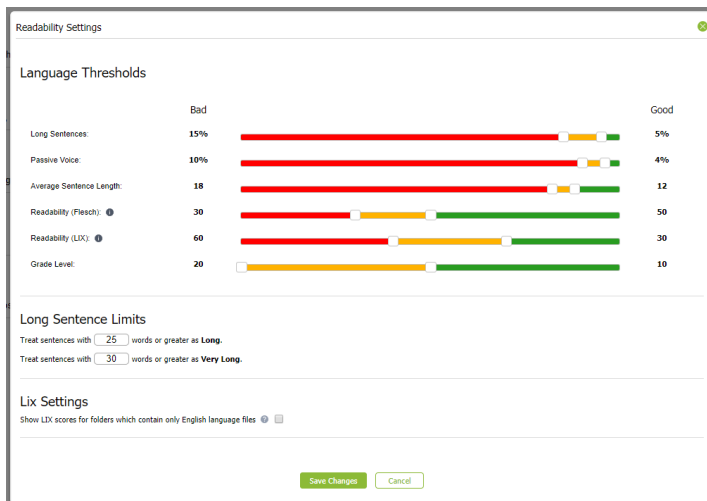 Readability Settings
Language Thresholds
Bad Good
Long Sentences: 15% 5%
Passive Voice: 10% 4%
Average Sentence Length: 18 12
Readability (Flesch): 30 50
Readability (LIX): 60 30
Grade Level: 20 10
Long Sentence Limits
Treat sentences with 25 words or greater as Long.
Treat sentences with 30 words or greater as Very Long.
Lix Settings
Show LIX scores for folders which contain only English language files
Save Changes Cancel